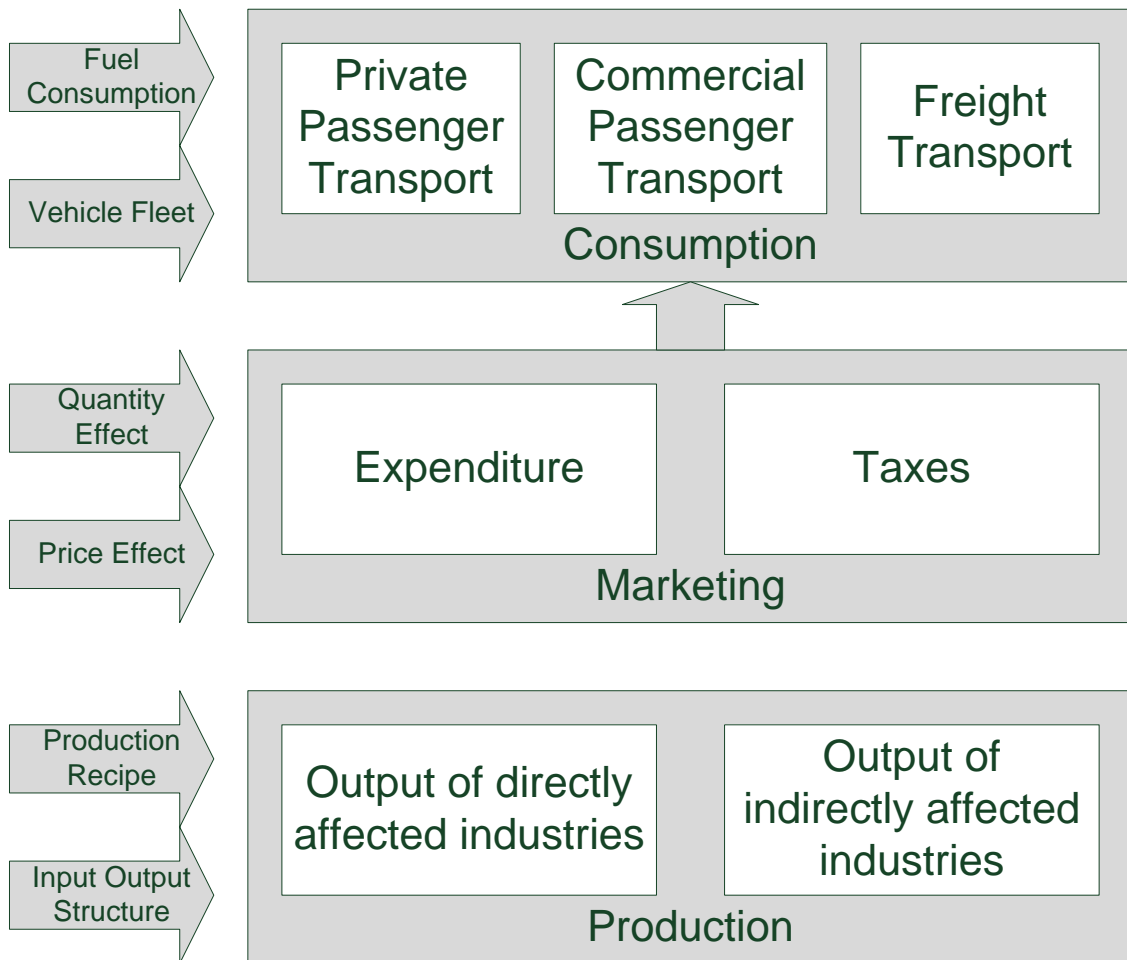 Fuel
Consumption
Vehicle Fleet
Private
Passenger
Transport
Commercial
Passenger
Transport
Freight
Transport
Consumption
Quantity
Effect
Price Effect
Expenditure
Taxes
Marketing
Production
Recipe
Input Output
Structure
Output of directly
affected industries
Output of
indirectly affected
industries
Production